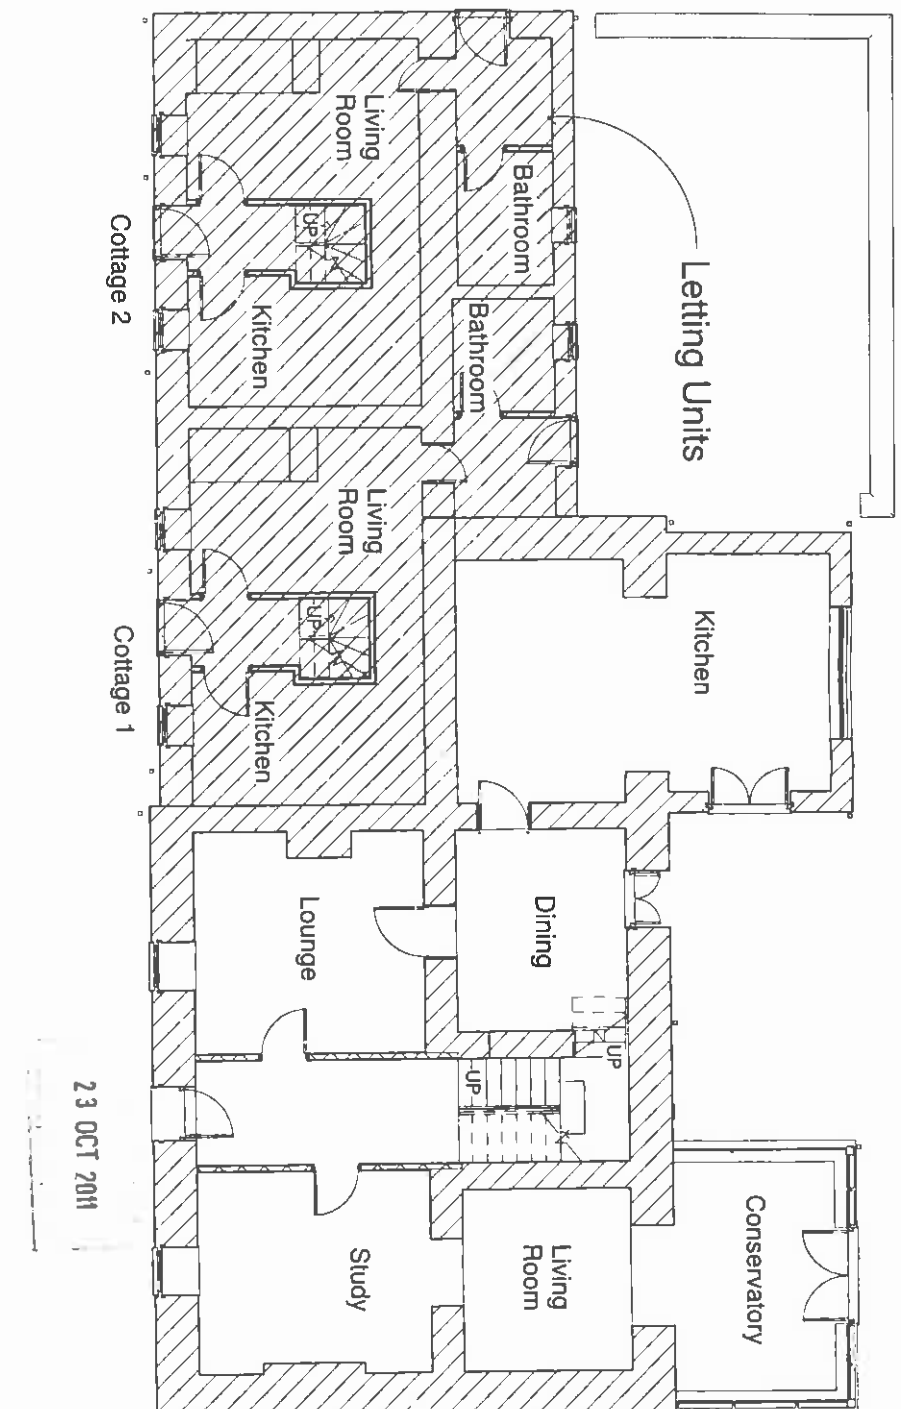 Letting Units
Bathroom
Bathroom
Living
Room
UP
Kitchen
Cottage 2
Living
Room
UP
Kitchen
Cottage 1
Kitchen
Dining
UP
UP
Lounge
Conservatory
Living
Room
Study
23 OCT 2011